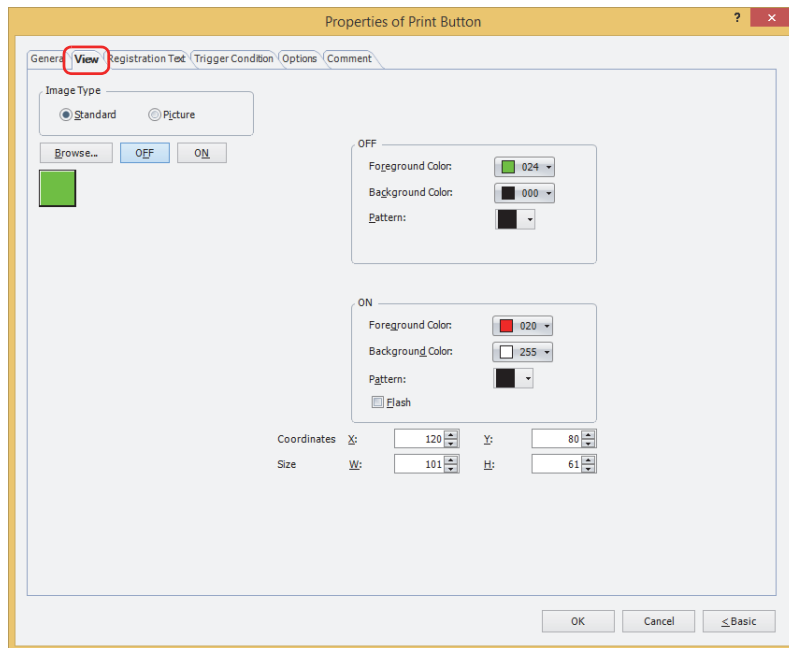 Properties of Print Button
? ×
General View Registration Text Trigger Condition Options Comment
Image Type
Standard Picture
Browse... OFF ON
OFF
Foreground Color: 024
Background Color: 000
Pattern:
ON
Foreground Color: 020
Background Color: 255
Pattern:
Flash
Coordinates X: 120 Y: 80
Size W: 101 H: 61
OK Cancel < Basic